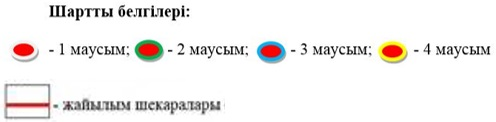 Шартты белгілері:
- 1 маусым; - 2 маусым; - 3 маусым; - 4 маусым
- жайылым шекаралары